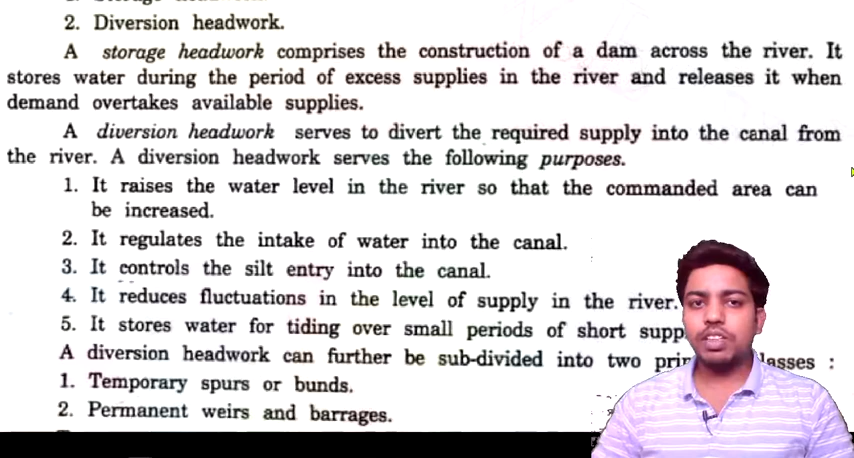 2. Diversion headwork.
A storage headwork comprises the construction of a dam across the river. It
stores water during the period of excess supplies in the river and releases it when
demand overtakes available supplies.
A diversion headwork serves to divert the required supply into the canal from
the river. A diversion headwork serves the following purposes.
1. It raises the water level in the river so that the commanded area can
be increased.
2. It regulates the intake of water into the canal.
3. It controls the silt entry into the canal.
4. It reduces fluctuations in the level of supply in the river.
5. It stores water for tiding over small periods of short
A diversion headwork can further be sub-divided into two
1. Temporary spurs or bunds.
2. Permanent weirs and barrages.